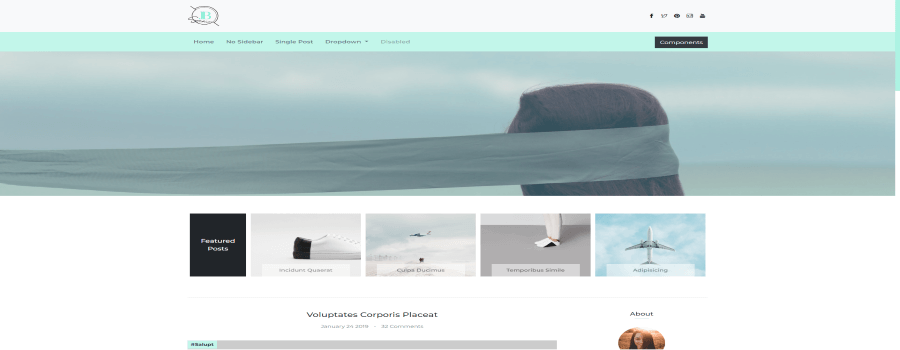 B
Home No Sidebar Single Post Dropdown Disabled Components
Featured
Posts
Incidunt Quaerat
Culpa Ducimus
Temporibus Simile
Adipisicing
Voluptates Corporis Placeat
January 24 2019 - 32 Comments
About
#Salupt